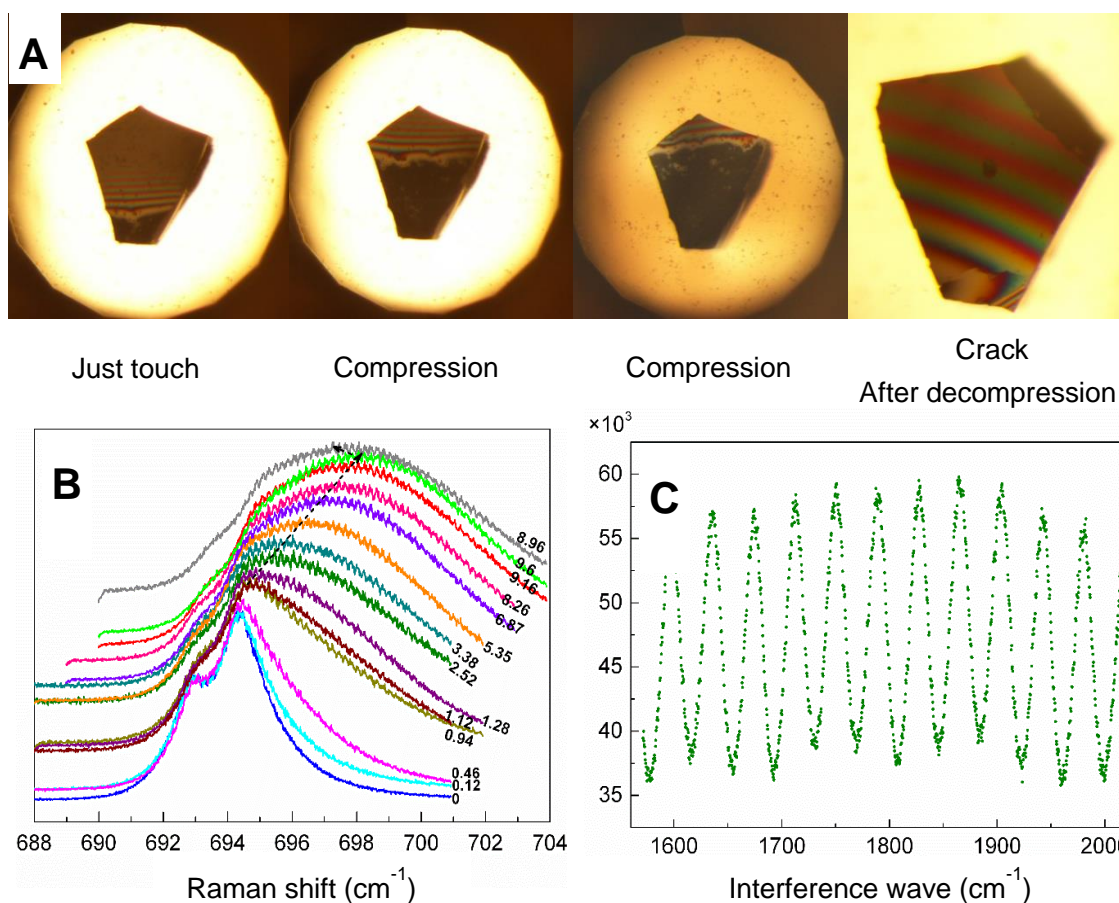 A
Just touch
Compression
Compression
Crack
After decompression
B
8.96
9.6
9.16
8.26
6.87
5.35
3.38
2.52
1.28
1.12
0.94
0.46
0.12
0
688 690 692 694 696 698 700 702 704
Raman shift (cm⁻¹)
×10³
C
60
55
50
45
40
35
1600 1700 1800 1900 200
Interference wave (cm⁻¹)